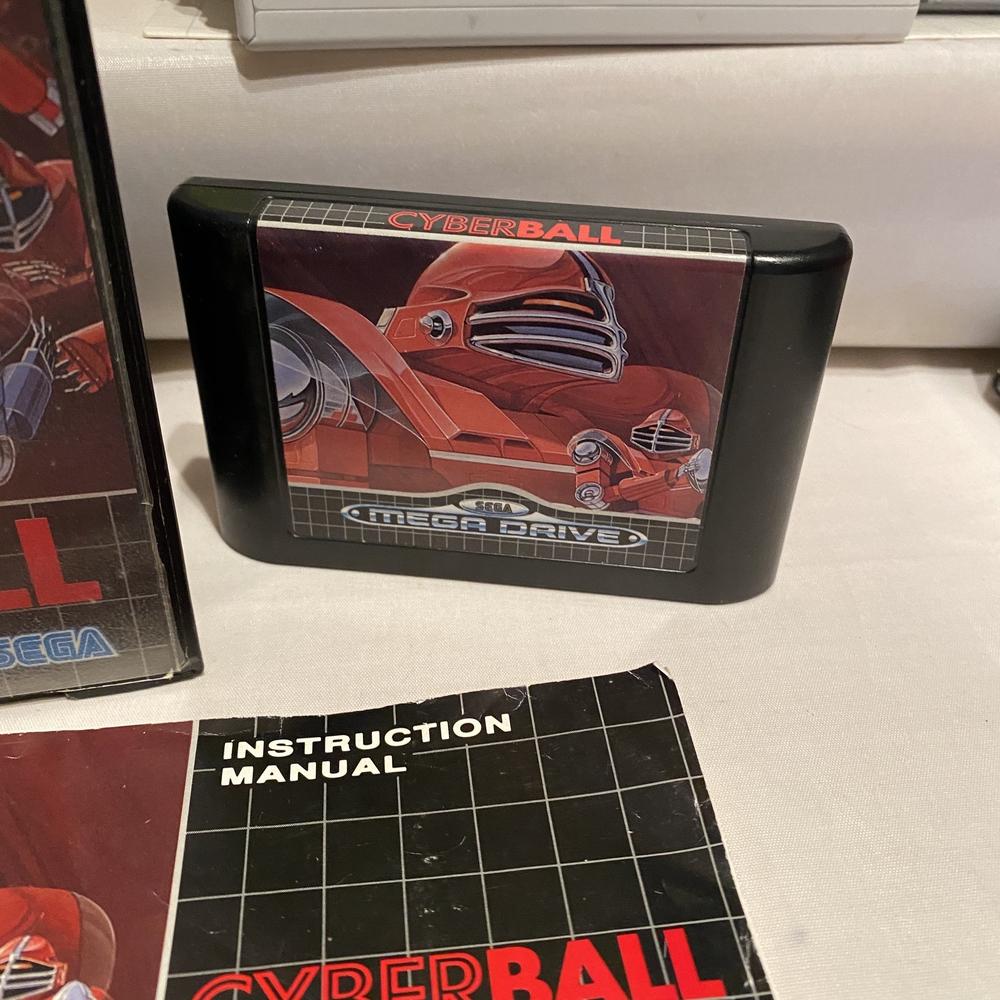 CYBERBALL
SEGA
MEGA DRIVE
LL
SEGA
INSTRUCTION
MANUAL
CYBERBALL